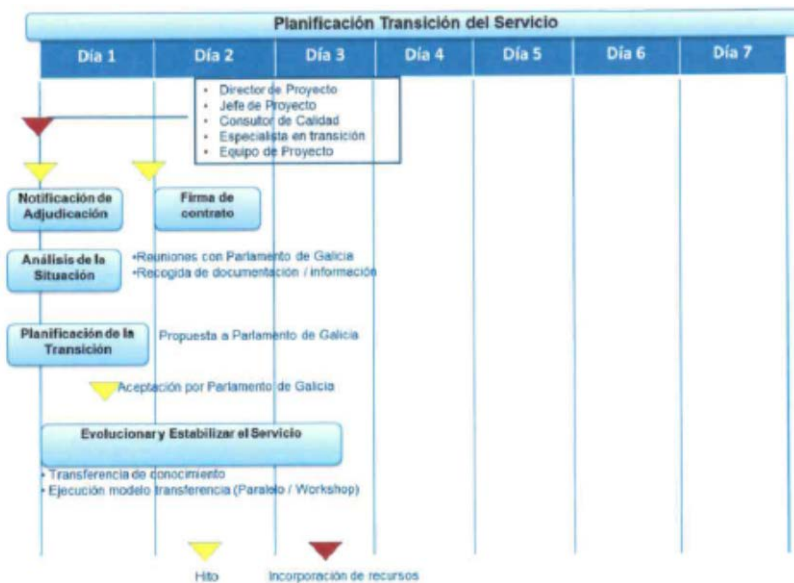 Planificación Transición del Servicio
Día 1 Día 2 Día 3 Día 4 Día 5 Día 6 Día 7
• Director de Proyecto
• Jefe de Proyecto
• Consultor de Calidad
• Especialista en transición
• Equipo de Proyecto
Notificación de
Adjudicación
Firma de
contrato
Análisis de la
Situación
•Reuniones con Parlamento de Galicia
•Recogida de documentación / información
Planificación de la
Transición
Propuesta a Parlamento de Galicia
Aceptación por Parlamento de Galicia
Evolucionar y Estabilizar el Servicio
• Transferencia de conocimiento
• Ejecución modelo transferencia (Paralelo / Workshop)
Hito
Incorporación de recursos